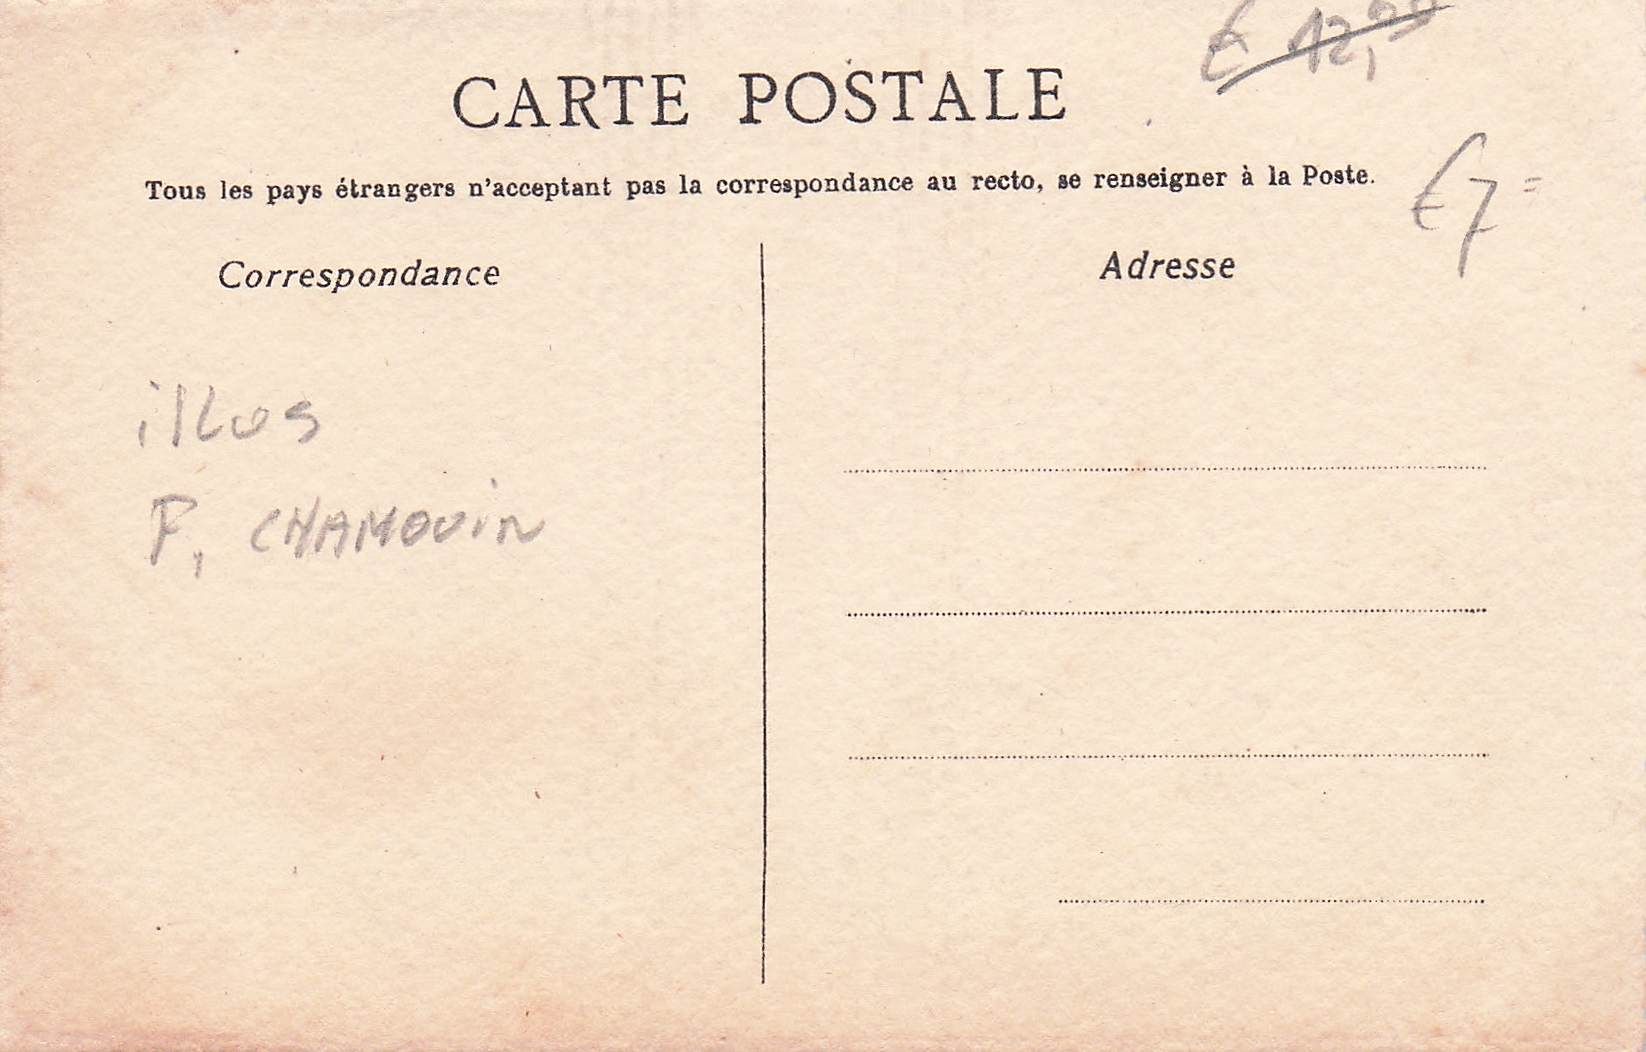 CARTE POSTALE
Tous les pays étrangers n'acceptant pas la correspondance au recto, se renseigner à la Poste.
€ 7=
Correspondance
Adresse
illus
P. CHAMOUIN